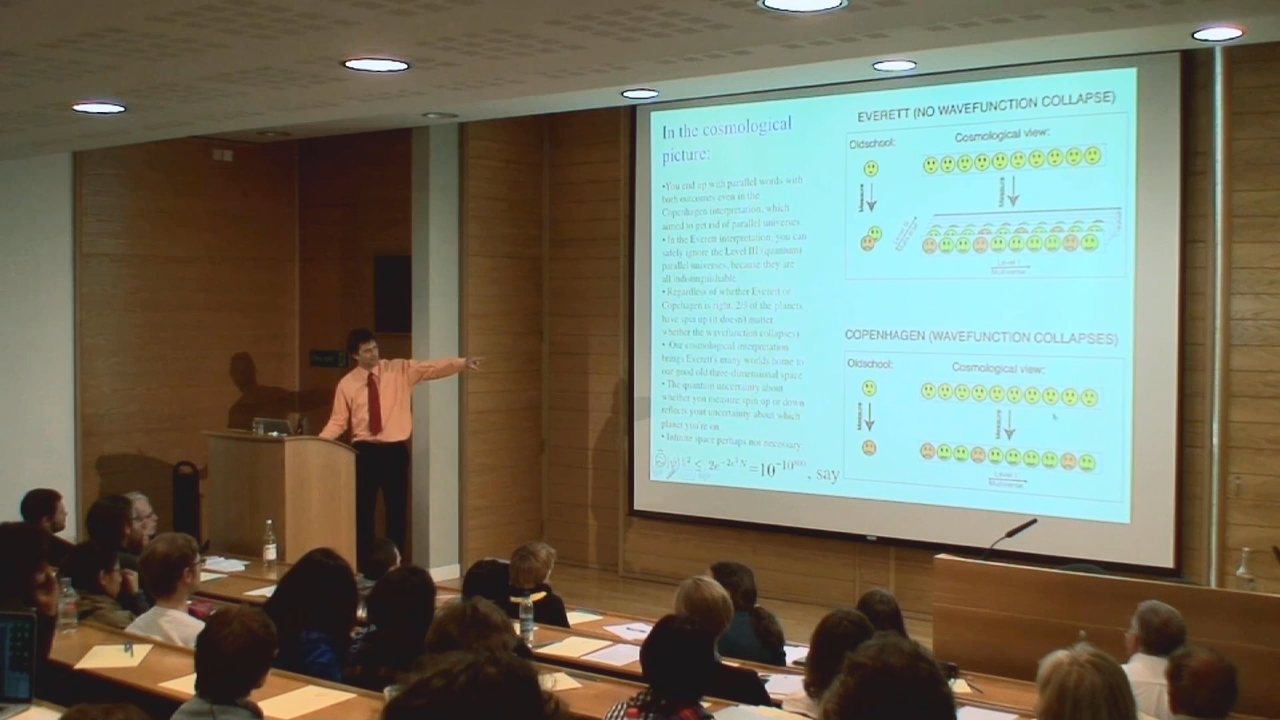 In the cosmological
picture:
•You end up with parallel words with
both outcomes even in the
Copenhagen interpretation, which
aimed to get rid of parallel universes
• In the Everett interpretation, you can
safely ignore the Level III (quantum)
parallel universes, because they are
all indistinguishable.
• Regardless of whether Everett or
Copenhagen is right, 2/3 of the planets
have spin up (it doesn't matter
whether the wavefunction collapses)
• Our cosmological interpretation
brings Everett's many worlds home to
our good old three-dimensional space
• The quantum uncertainty about
whether you measure spin up or down
reflects your uncertainty about which
planet you're on.
• Infinite space perhaps not necessary:
, say
EVERETT (NO WAVEFUNCTION COLLAPSE)
Oldschool:
Cosmological view:
Measure
Measure
Level I
Multiverse
COPENHAGEN (WAVEFUNCTION COLLAPSES)
Oldschool:
Cosmological view:
Measure
Measure
Level I
Multiverse